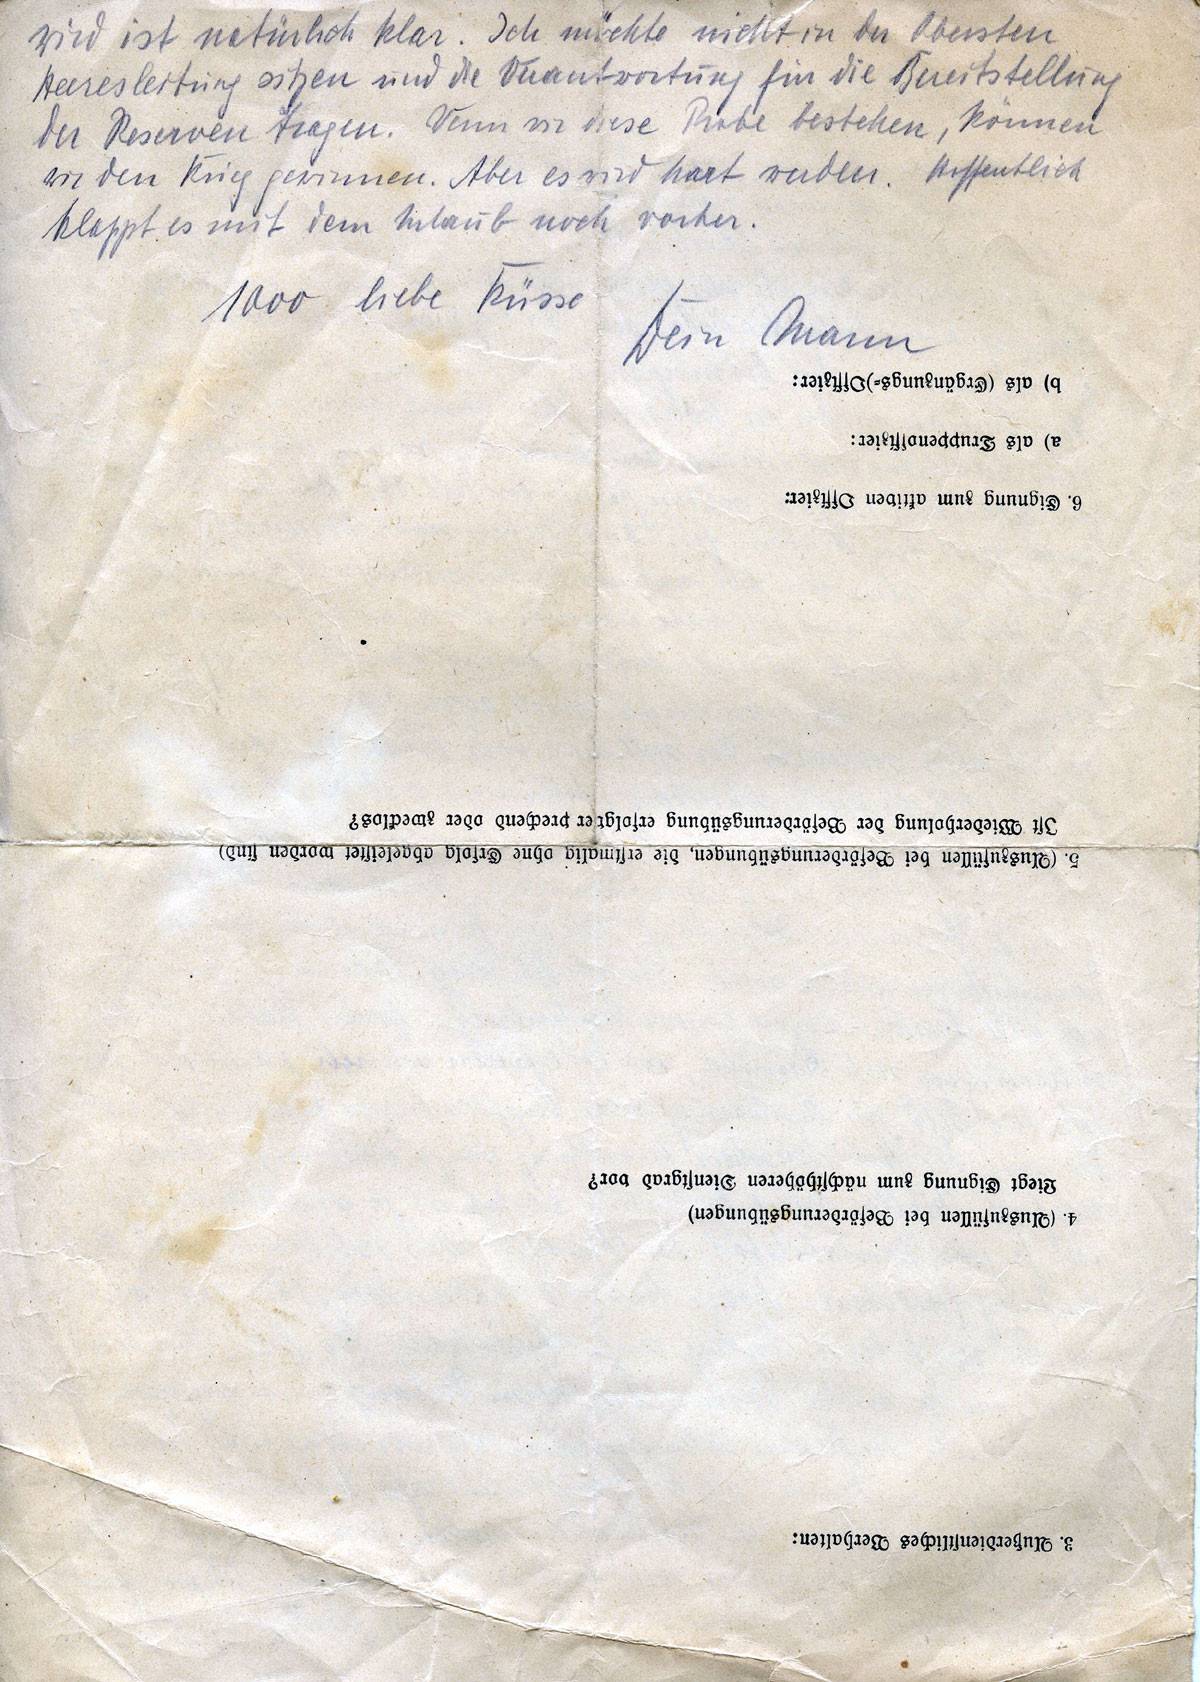 wird ist natürlich klar. Ich möchte nicht in der Obersten
Heeresleitung sitzen und die Verantwortung für die Bereitstellung
der Reserven tragen. Wenn wir diese Probe bestehen, können
wir den Krieg gewinnen. Aber es wird hart werden. Hoffentlich
klappt es mit dem Urlaub noch vorher.
1000 liebe Küsse
Dein Mann
3. Außerdienstliches Verhalten:
4. (Auszufüllen bei Beförderungsübungen)
Liegt Eignung zum nächsthöheren Dienstgrad vor?
5. (Auszufüllen bei Beförderungsübungen, die erstmalig ohne Erfolg abgeleistet worden sind)
Ist Wiederholung der Beförderungsübung erfolgversprechend oder zwecklos?
6. Eignung zum aktiven Offizier:
a) als Truppenoffizier:
b) als (Ergänzungs-)Offizier: